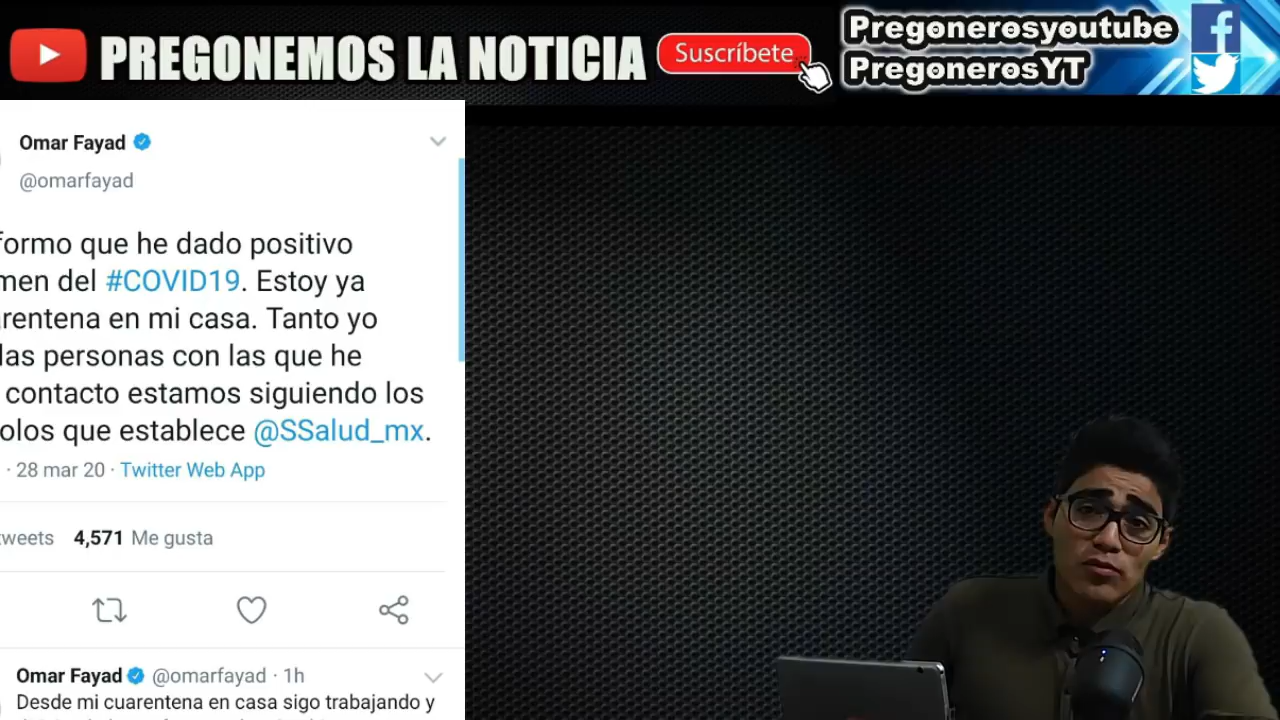 PREGONEMOS LA NOTICIA
Suscríbete
Pregonerosyoutube
PregonerosYT
Omar Fayad
@omarfayad
formo que he dado positivo
men del #COVID19. Estoy ya
rentena en mi casa. Tanto yo
las personas con las que he
contacto estamos siguiendo los
olos que establece @SSalud_mx.
· 28 mar 20 · Twitter Web App
tweets 4,571 Me gusta
Omar Fayad @omarfayad · 1h
Desde mi cuarentena en casa sigo trabajando y